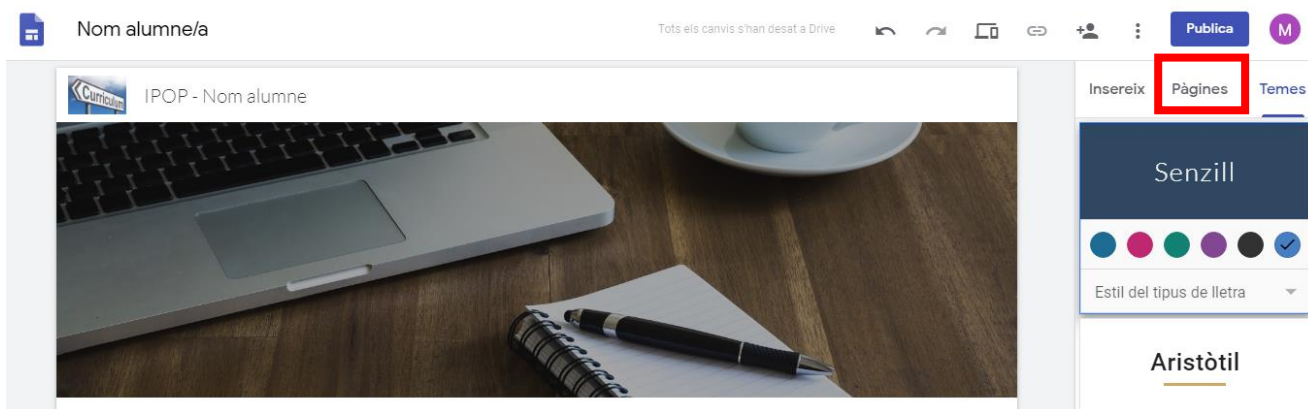 Nom alumne/a
Tots els canvis s'han desat a Drive
Publica
M
Curriculum
IPOP - Nom alumne
Insereix Pàgines Temes
Senzill
Estil del tipus de lletra
Aristòtil